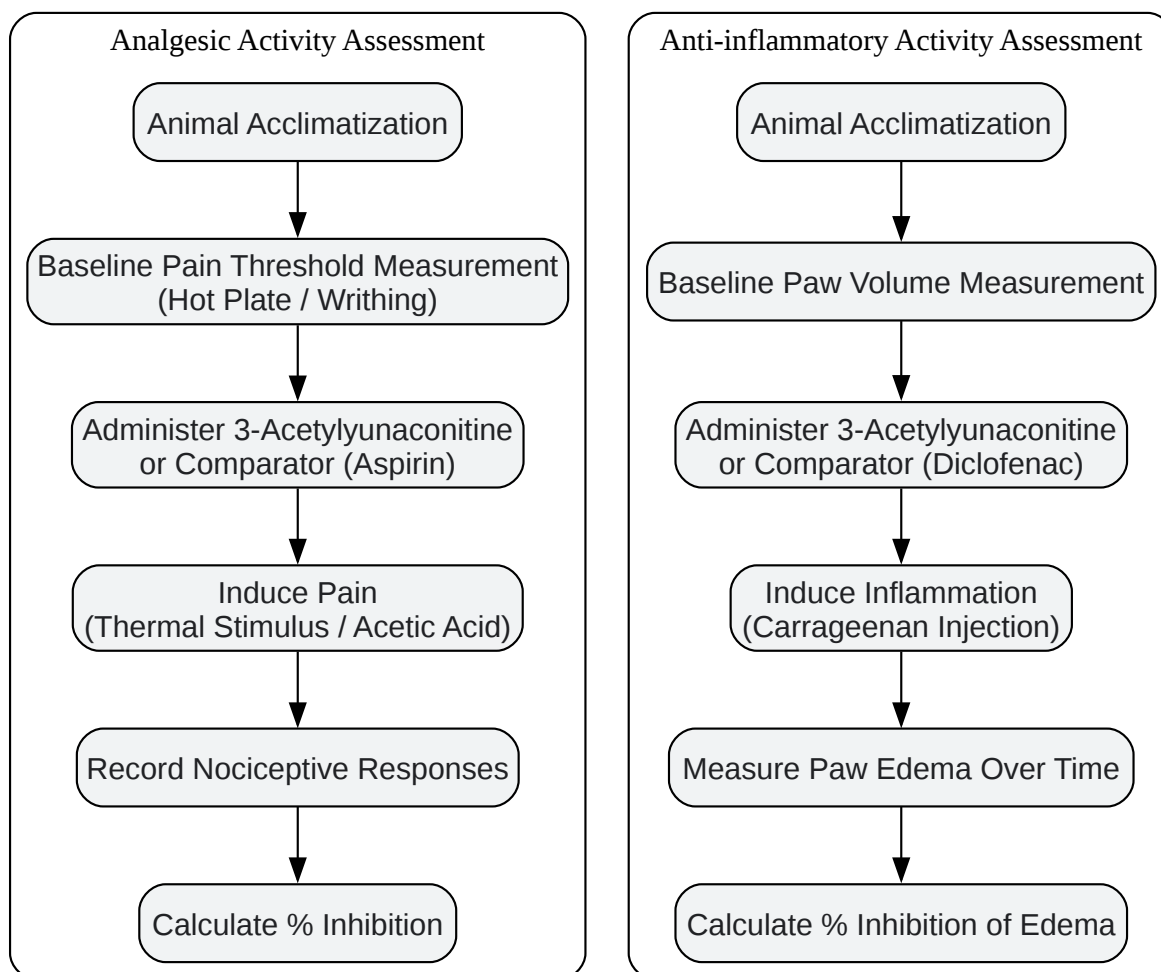 Analgesic Activity Assessment
Animal Acclimatization
Baseline Pain Threshold Measurement
(Hot Plate / Writhing)
Administer 3-Acetylyunaconitine
or Comparator (Aspirin)
Induce Pain
(Thermal Stimulus / Acetic Acid)
Record Nociceptive Responses
Calculate % Inhibition
Anti-inflammatory Activity Assessment
Animal Acclimatization
Baseline Paw Volume Measurement
Administer 3-Acetylyunaconitine
or Comparator (Diclofenac)
Induce Inflammation
(Carrageenan Injection)
Measure Paw Edema Over Time
Calculate % Inhibition of Edema